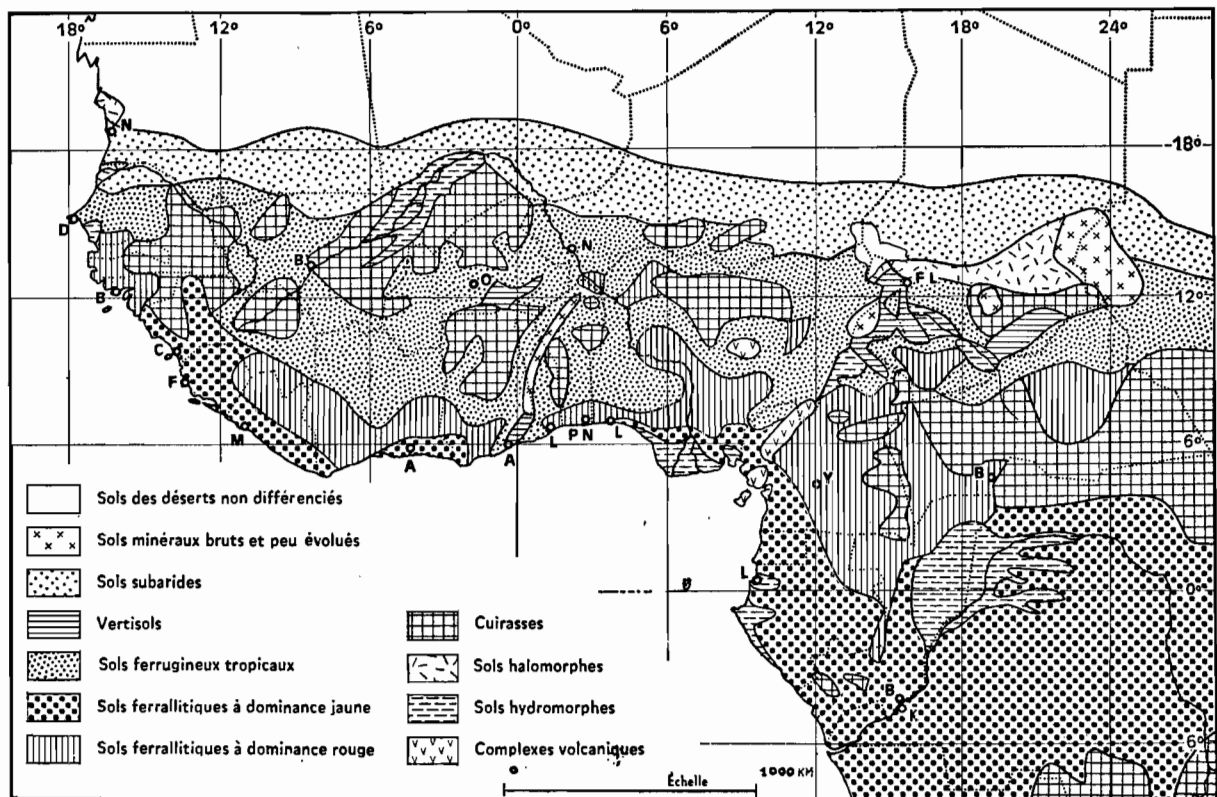 18° 12° 6° 0° 6° 12° 18° 24°
N
18°
D
N
B
B
O
F L
12°
C
F
M
A
A
L
P N
L
6°
Y
B
L
0°
B
K
6°
Sols des déserts non différenciés
Sols minéraux bruts et peu évolués
Sols subarides
Vertisols
Sols ferrugineux tropicaux
Sols ferrallitiques à dominance jaune
Sols ferrallitiques à dominance rouge
Cuirasses
Sols halomorphes
Sols hydromorphes
Complexes volcaniques
Échelle 1000 KM